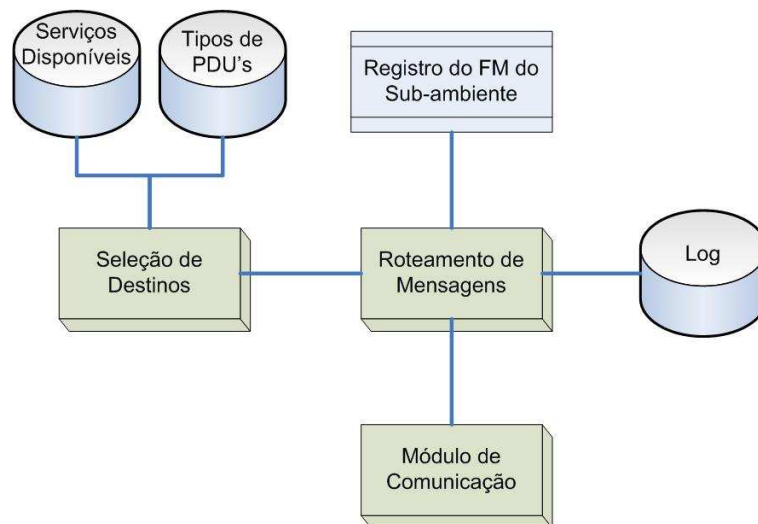 Serviços
Disponíveis
Tipos de
PDU's
Registro do FM do
Sub-ambiente
Seleção de
Destinos
Roteamento de
Mensagens
Log
Módulo de
Comunicação